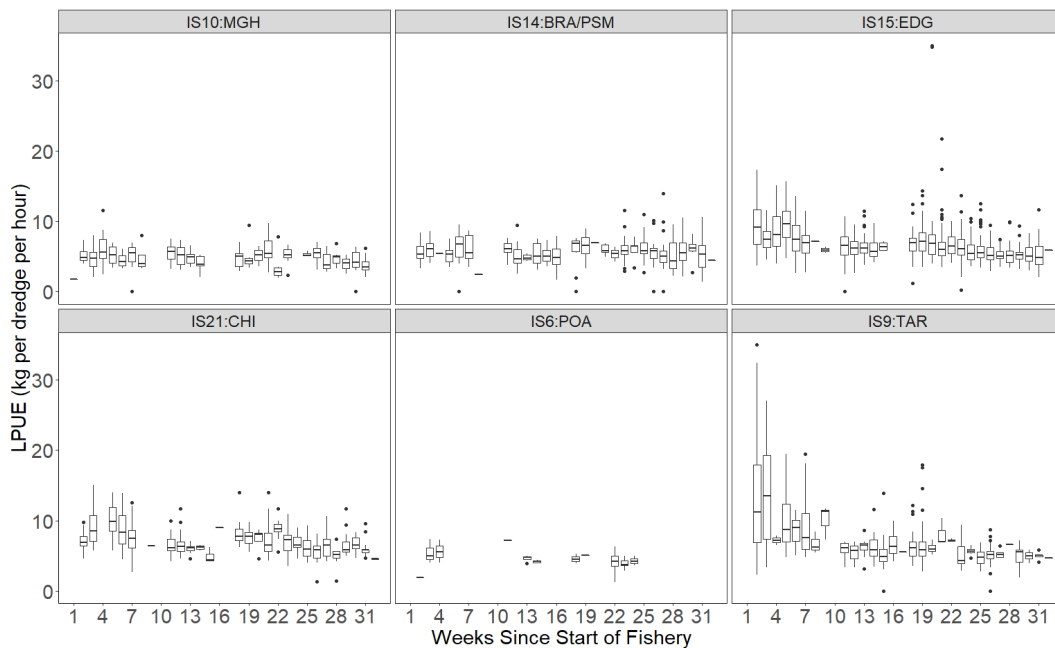 IS10:MGH IS14:BRA/PSM IS15:EDG
30
20
10
0
IS21:CHI IS6:POA IS9:TAR
30
20
10
0
LPUE (kg per dredge per hour)
1 4 7 10 13 16 19 22 25 28 31 1 4 7 10 13 16 19 22 25 28 31 1 4 7 10 13 16 19 22 25 28 31
Weeks Since Start of Fishery